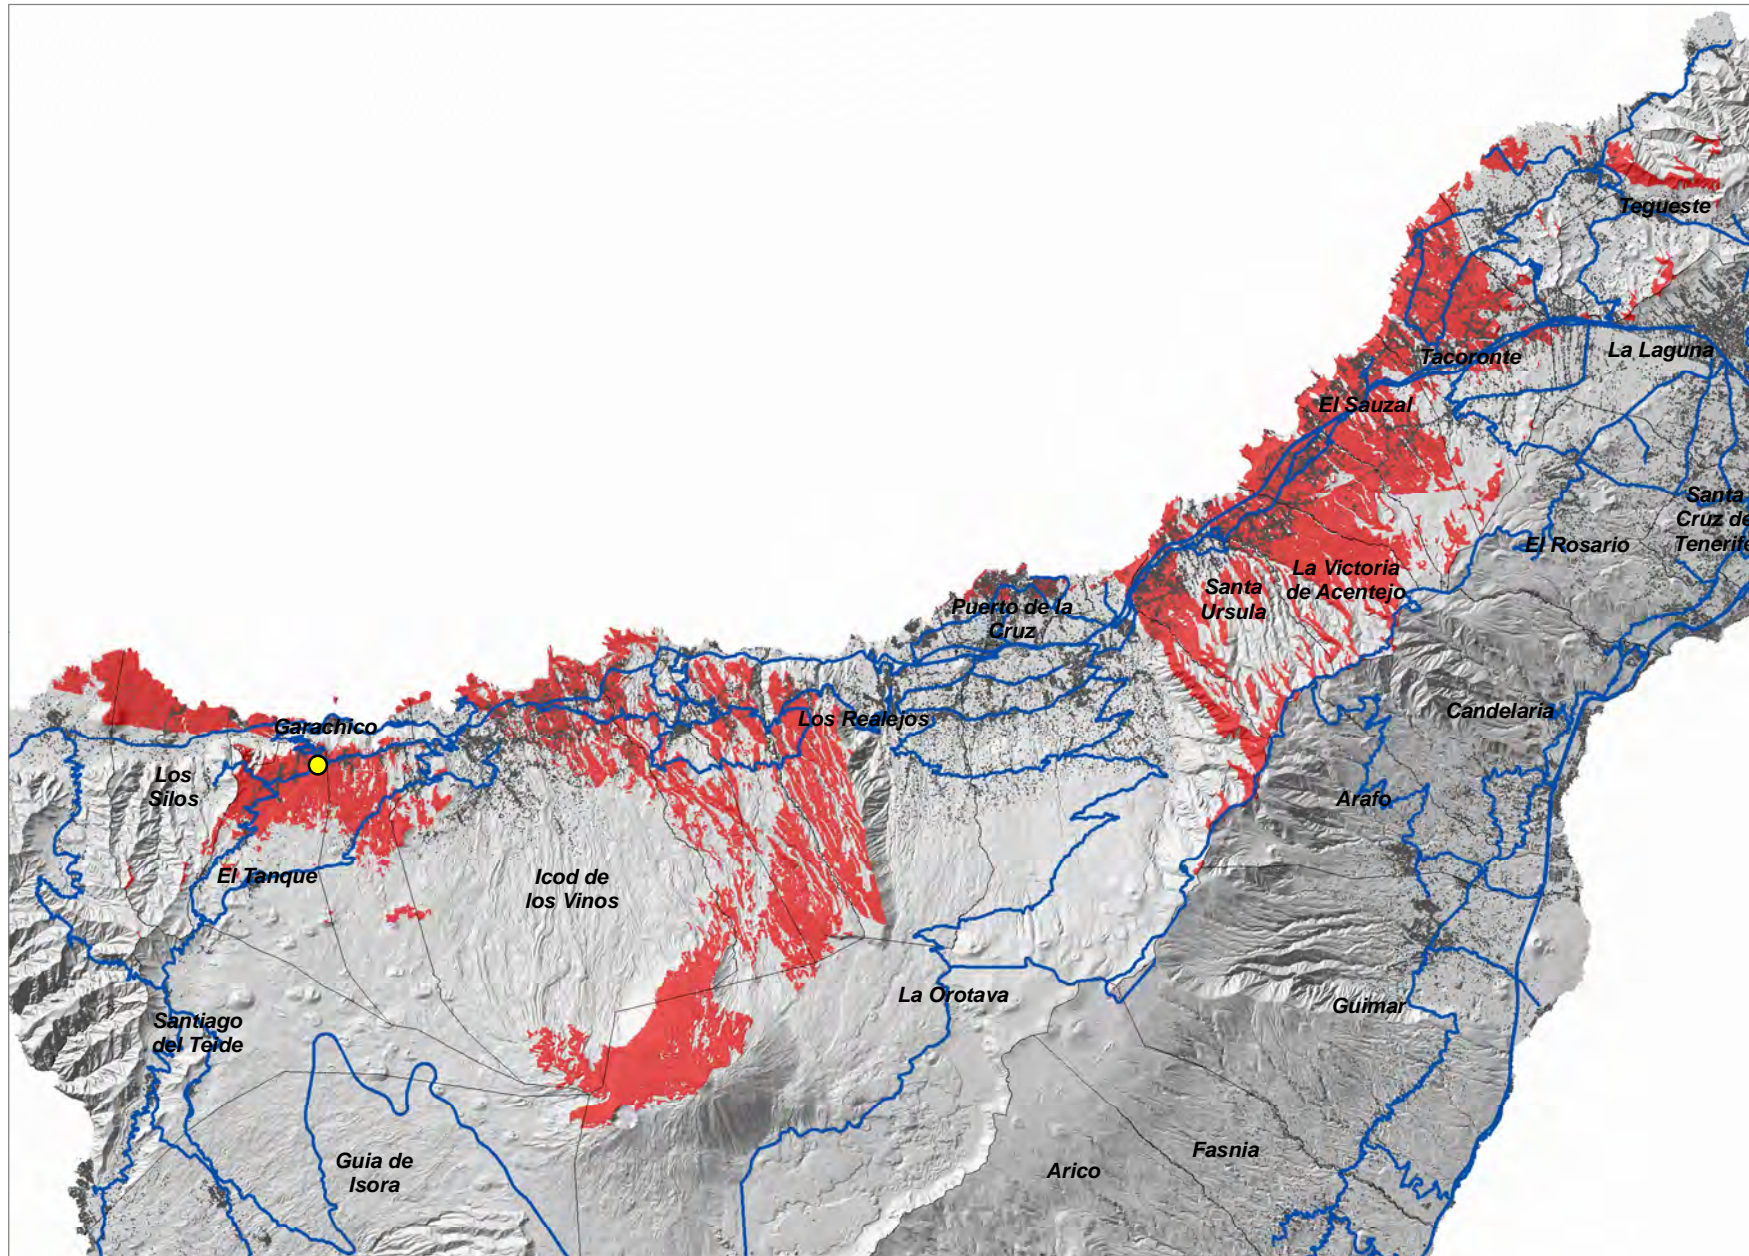 Tegueste
La Laguna
Tacoronte
El Sauzal
Santa
Cruz de
Tenerife
El Rosario
La Victoria
de Acentejo
Santa
Ursula
Puerto de la
Cruz
Candelaria
Los Realejos
Garachico
Los
Silos
Arafo
El Tanque
Icod de
los Vinos
La Orotava
Guimar
Santiago
del Teide
Fasnia
Arico
Guia de
Isora